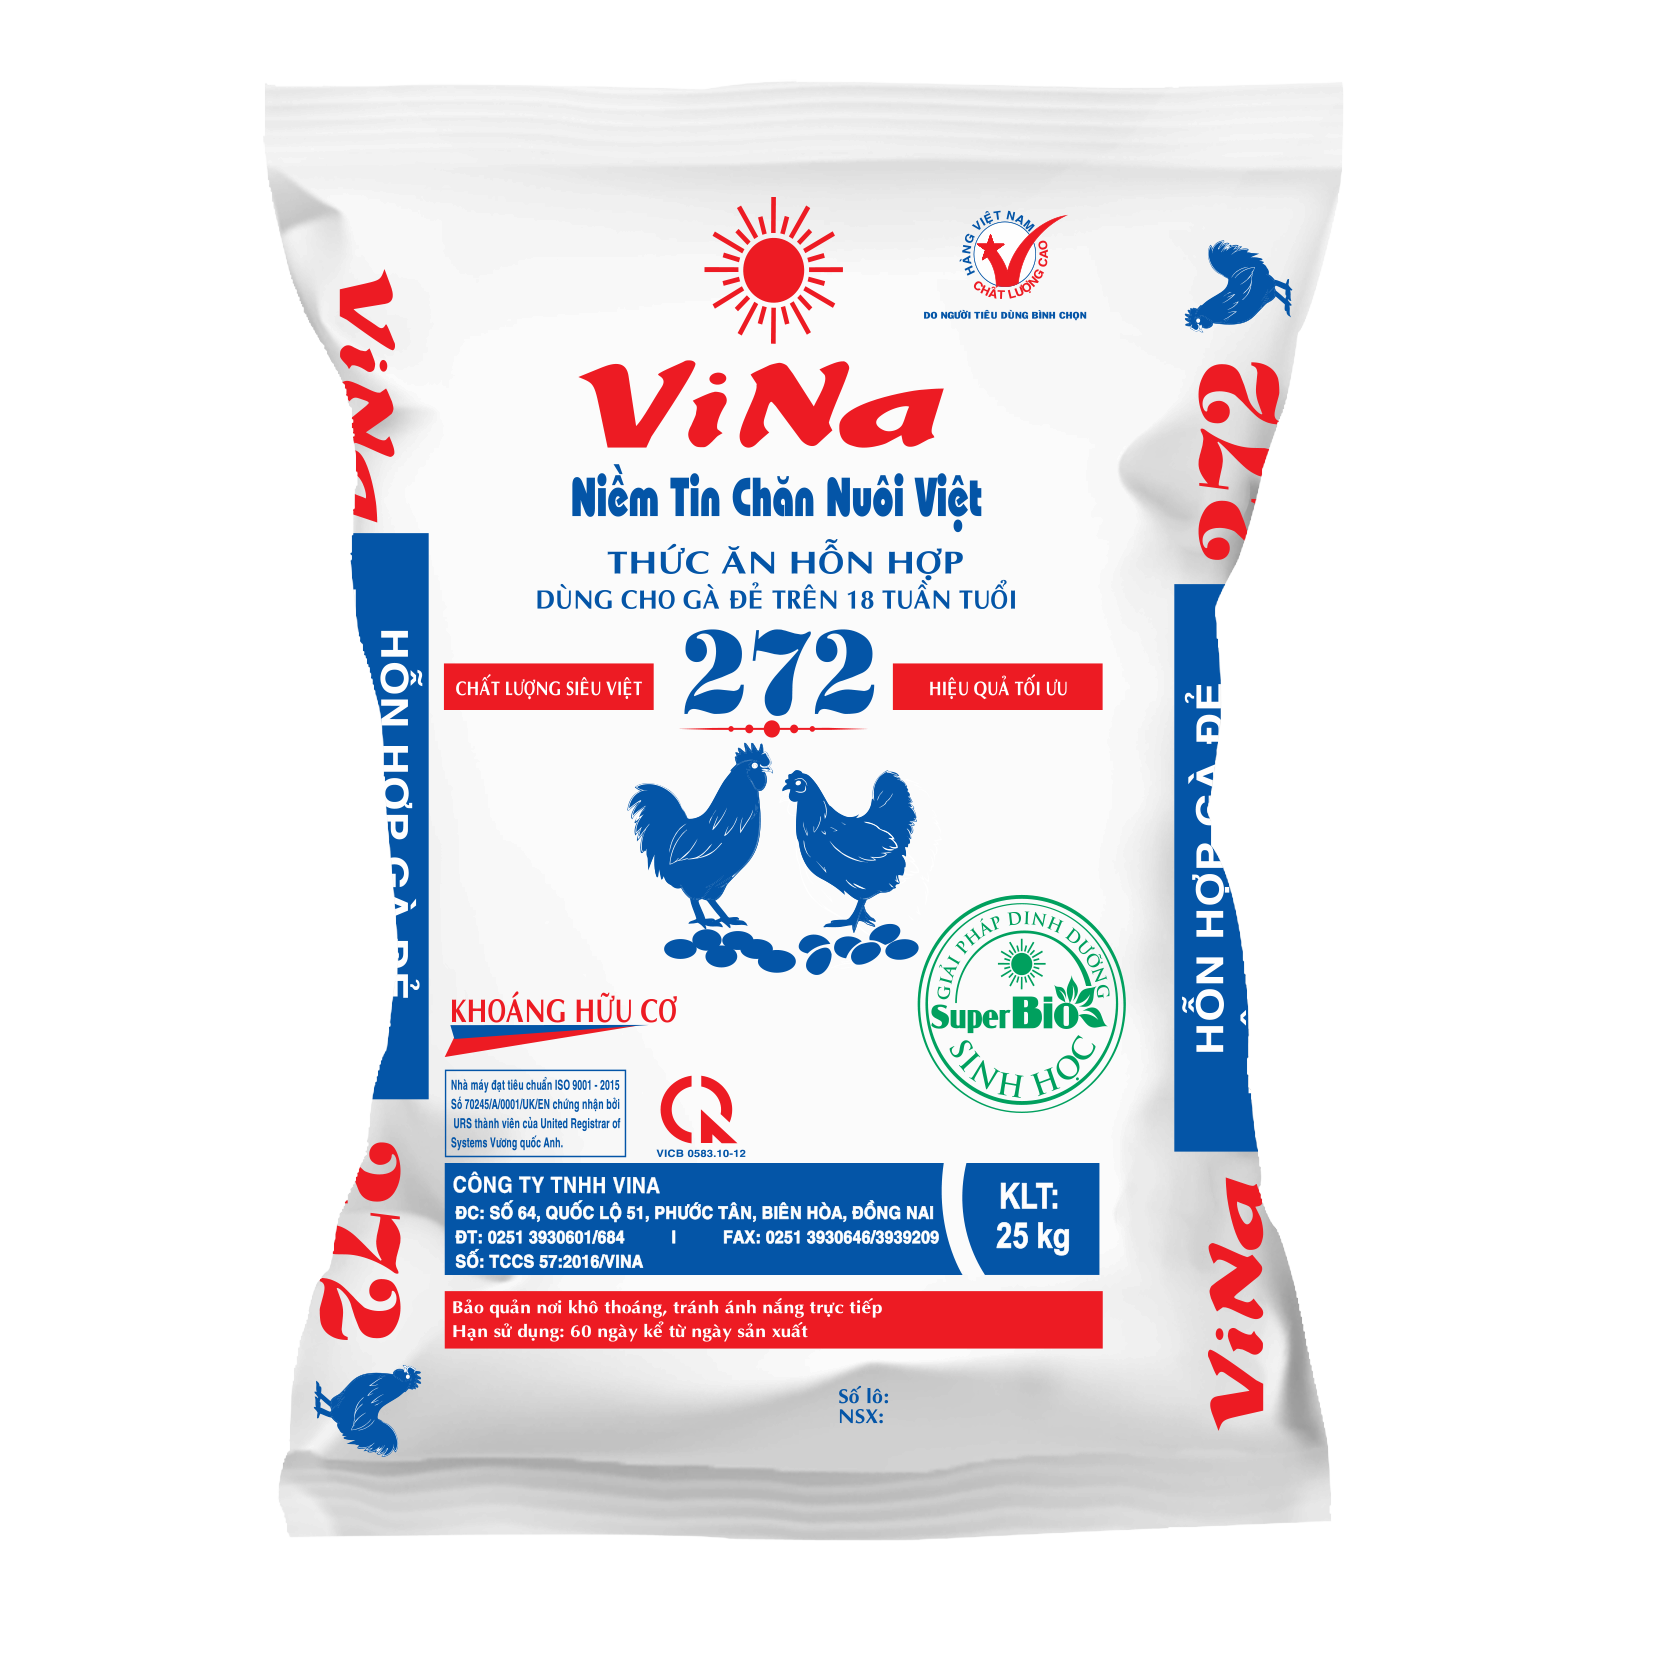 HÀNG VIỆT NAM
CHẤT LƯỢNG CAO
DO NGƯỜI TIÊU DÙNG BÌNH CHỌN
ViNa
Niềm Tin Chăn Nuôi Việt
THỨC ĂN HỖN HỢP
DÙNG CHO GÀ ĐẺ TRÊN 18 TUẦN TUỔI
272
CHẤT LƯỢNG SIÊU VIỆT
HIỆU QUẢ TỐI ƯU
GIẢI PHÁP DINH DƯỠNG
SuperBio
SINH HỌC
KHOÁNG HỮU CƠ
Nhà máy đạt tiêu chuẩn ISO 9001 - 2015
Số 70245/A/0001/UK/EN chứng nhận bởi
URS thành viên của United Registrar of
Systems Vương quốc Anh.
VICB 0583.10-12
CÔNG TY TNHH VINA
ĐC: SỐ 64, QUỐC LỘ 51, PHƯỚC TÂN, BIÊN HÒA, ĐỒNG NAI
ĐT: 0251 3930601/684 I FAX: 0251 3930646/3939209
SỐ: TCCS 57:2016/VINA
KLT:
25 kg
Bảo quản nơi khô thoáng, tránh ánh nắng trực tiếp
Hạn sử dụng: 60 ngày kể từ ngày sản xuất
Số lô:
NSX:
ViNa
HỖN HỢP GÀ ĐẺ
272
272
HỖN HỢP GÀ ĐẺ
ViNa